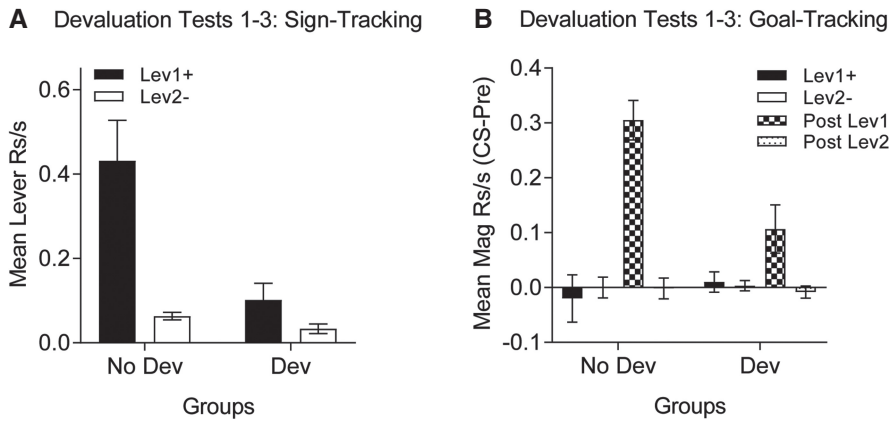 A Devaluation Tests 1-3: Sign-Tracking
Lev1+
Lev2-
0.6
0.4
0.2
0.0
Mean Lever Rs/s
No Dev Dev
Groups
B Devaluation Tests 1-3: Goal-Tracking
Lev1+
Lev2-
Post Lev1
Post Lev2
0.4
0.3
0.2
0.1
0.0
-0.1
Mean Mag Rs/s (CS-Pre)
No Dev Dev
Groups